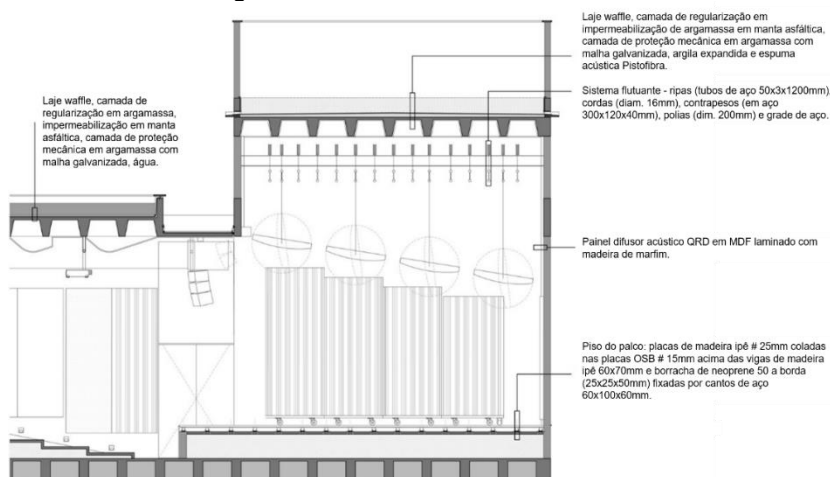 Laje waffle, camada de regularização em
impermeabilização de argamassa em manta asfáltica,
camada de proteção mecânica em argamassa com
malha galvanizada, argila expandida e espuma
acústica Pistofibra.
Sistema flutuante - ripas (tubos de aço 50x3x1200mm)
cordas (diam. 16mm), contrapesos (em aço
300x120x40mm), polias (dim. 200mm) e grade de aço.
Laje waffle, camada de
regularização em argamassa,
impermeabilização em manta
asfáltica, camada de proteção
mecânica em argamassa com
malha galvanizada, água.
Painel difusor acústico QRD em MDF laminado com
madeira de marfim.
Piso do palco: placas de madeira ipê # 25mm coladas
nas placas OSB # 15mm acima das vigas de madeira
ipê 60x70mm e borracha de neoprene 50 a borda
(25x25x50mm) fixadas por cantos de aço
60x100x60mm.